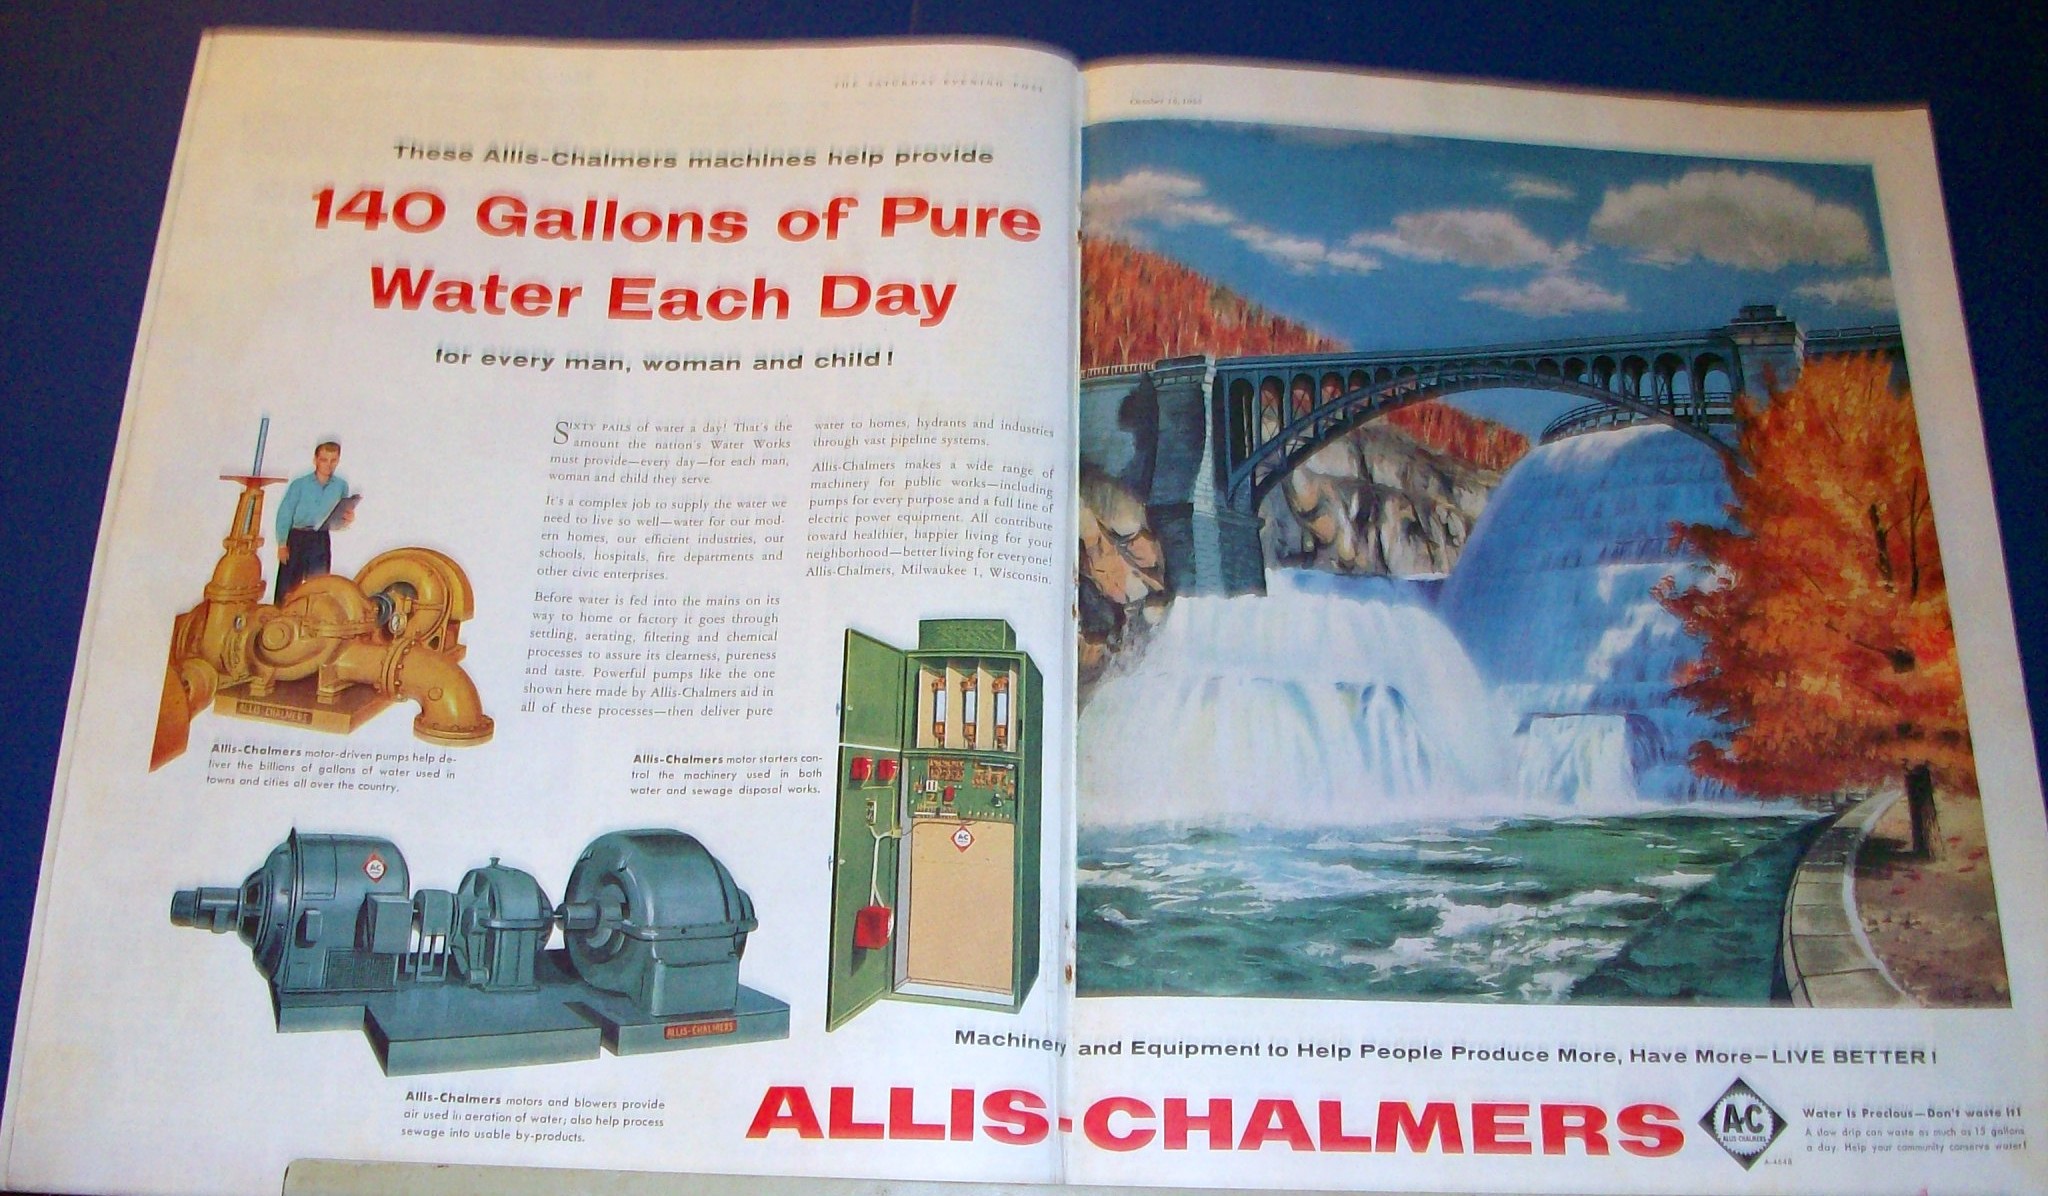 THE SATURDAY EVENING POST
October 16, 1955
These Allis-Chalmers machines help provide
140 Gallons of Pure
Water Each Day
for every man, woman and child!
SIXTY PAILS of water a day! That's the
amount the nation's Water Works
must provide—every day—for each man,
woman and child they serve.
It's a complex job to supply the water we
need to live so well—water for our mod-
ern homes, our efficient industries, our
schools, hospitals, fire departments and
other civic enterprises.
Before water is fed into the mains on its
way to home or factory it goes through
settling, aerating, filtering and chemical
processes to assure its clearness, pureness
and taste. Powerful pumps like the one
shown here made by Allis-Chalmers aid in
all of these processes—then deliver pure
water to homes, hydrants and industries
through vast pipeline systems.
Allis-Chalmers makes a wide range of
machinery for public works—including
pumps for every purpose and a full line of
electric power equipment. All contribute
toward healthier, happier living for your
neighborhood—better living for everyone!
Allis-Chalmers, Milwaukee 1, Wisconsin.
ALLIS-CHALMERS
Allis-Chalmers motor-driven pumps help de-
liver the billions of gallons of water used in
towns and cities all over the country.
Allis-Chalmers motor starters con-
trol the machinery used in both
water and sewage disposal works.
A-C
A-C
ALLIS-CHALMERS
Allis-Chalmers motors and blowers provide
air used in aeration of water; also help process
sewage into usable by-products.
Machinery and Equipment to Help People Produce More, Have More—LIVE BETTER!
ALLIS-CHALMERS
A-C
ALLIS-CHALMERS
Water Is Precious—Don't waste it!
A slow drip can waste as much as 15 gallons
a day. Help your community conserve water!
A-4648